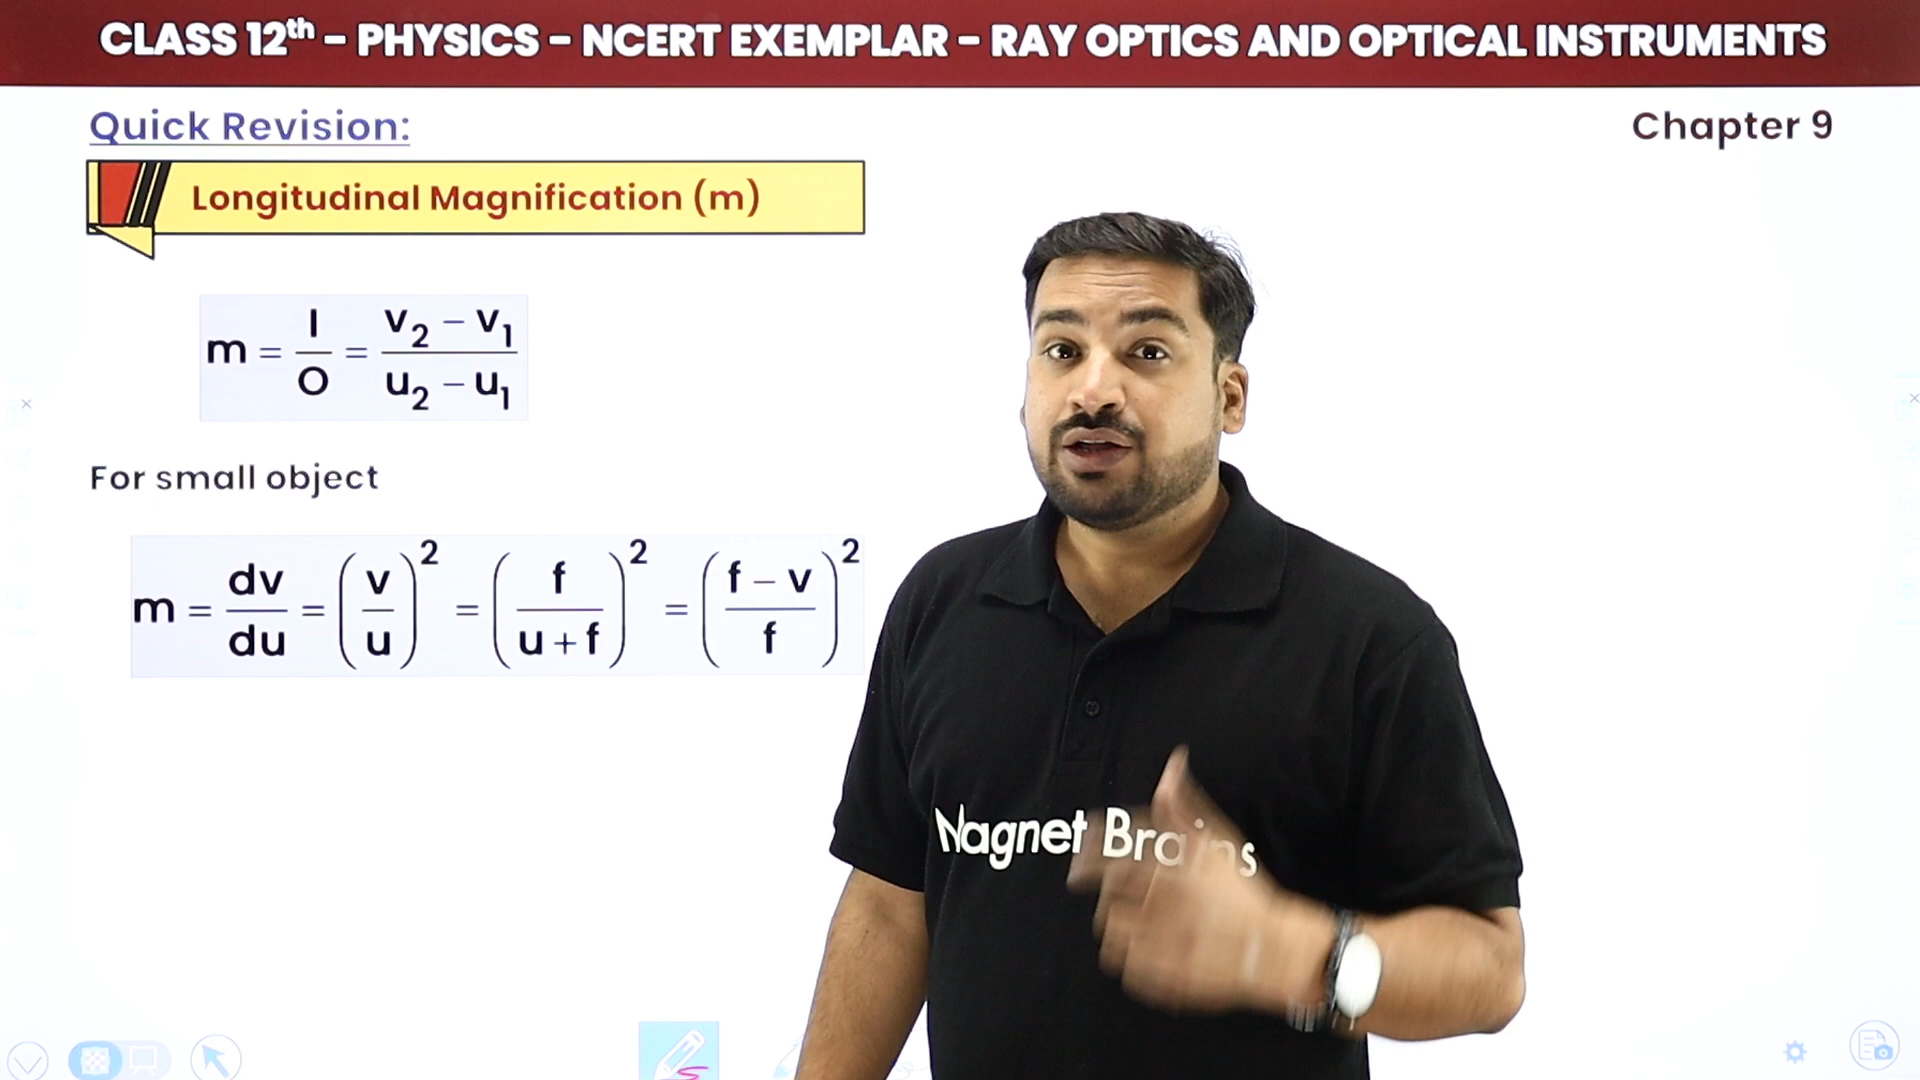 CLASS 12th - PHYSICS - NCERT EXEMPLAR - RAY OPTICS AND OPTICAL INSTRUMENTS
Quick Revision:
Chapter 9
Longitudinal Magnification (m)
m = I/O = (v₂ − v₁)/(u₂ − u₁)
For small object
m = dv/du = (v/u)² = (f/(u + f))² = ((f − v)/f)²